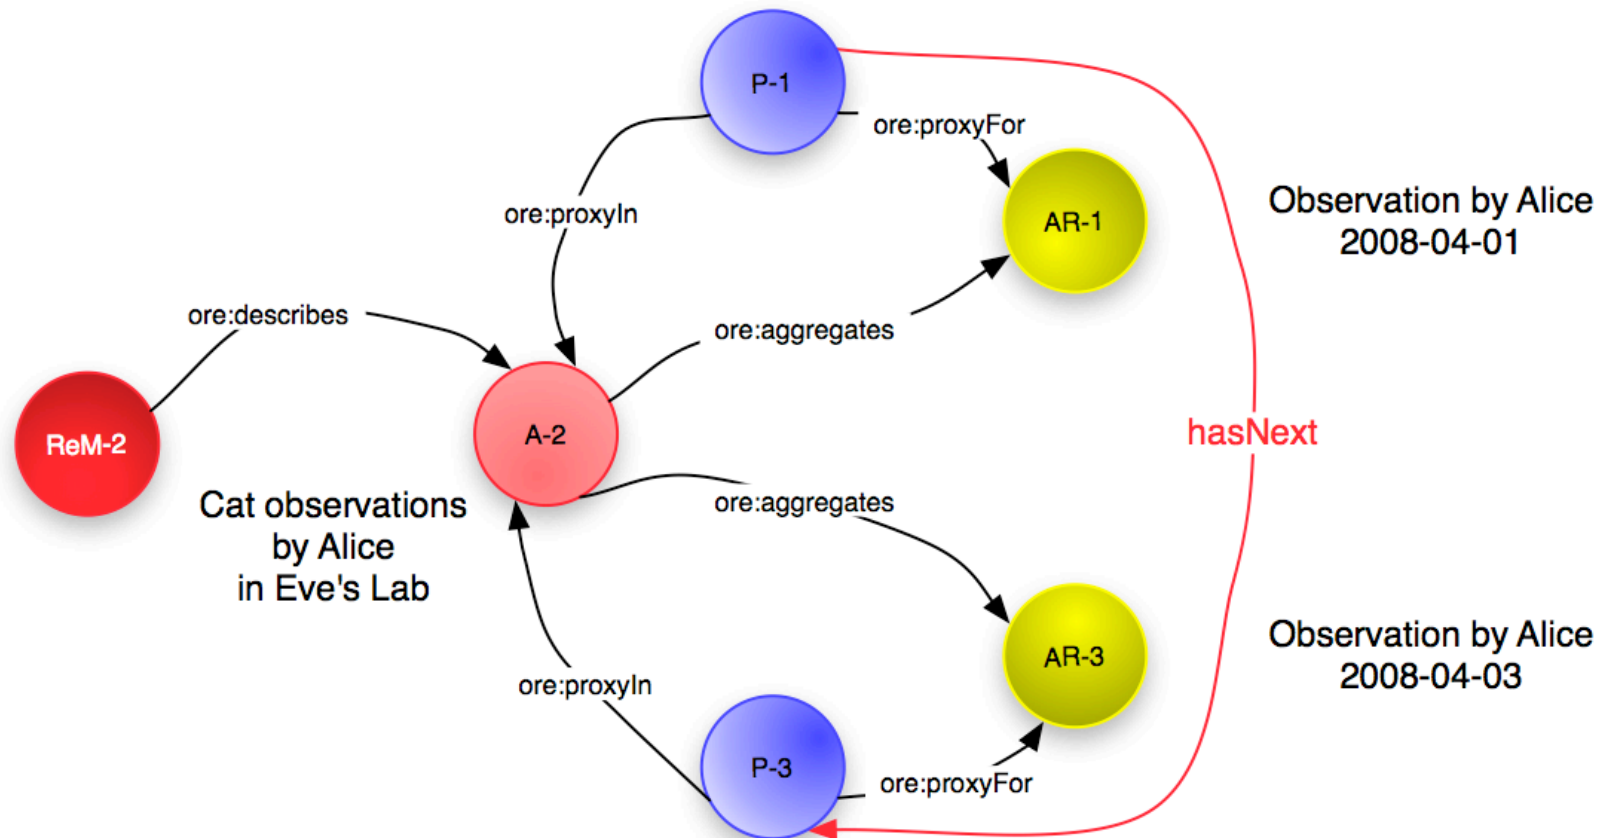 P-1
ore:proxyFor
AR-1
Observation by Alice
2008-04-01
ore:proxyIn
ore:describes
ore:aggregates
ReM-2
A-2
hasNext
Cat observations
by Alice
in Eve's Lab
ore:aggregates
AR-3
Observation by Alice
2008-04-03
ore:proxyIn
P-3
ore:proxyFor